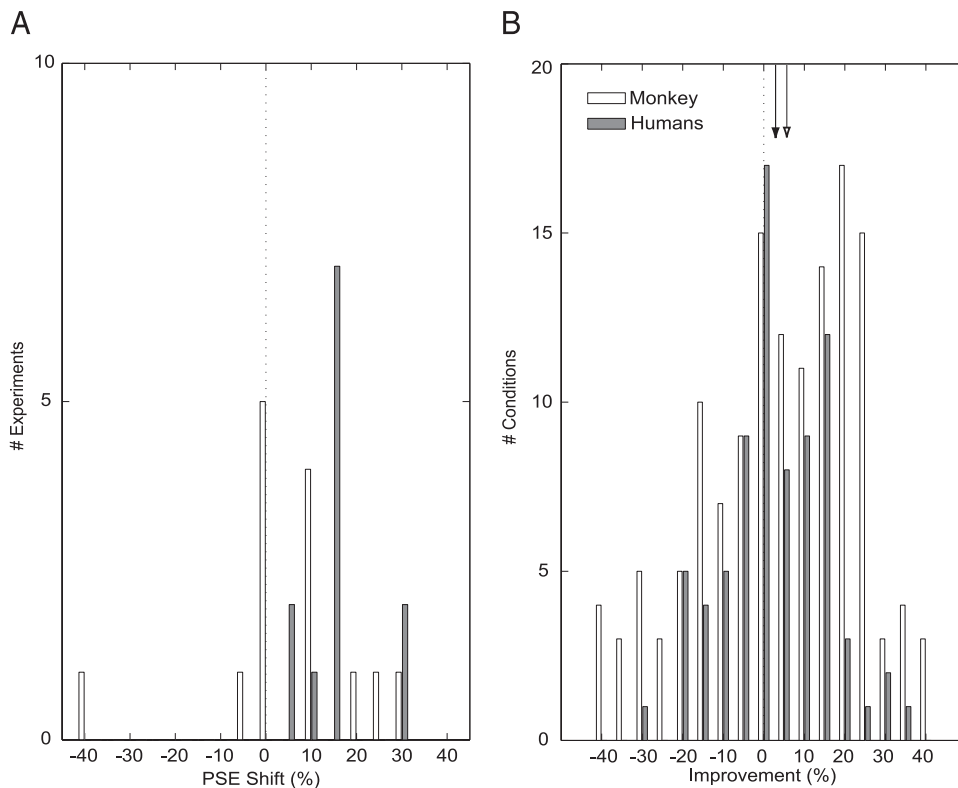 A
10
5
0
# Experiments
-40 -30 -20 -10 0 10 20 30 40
PSE Shift (%)
B
20
15
10
5
0
# Conditions
Monkey
Humans
-40 -30 -20 -10 0 10 20 30 40
Improvement (%)